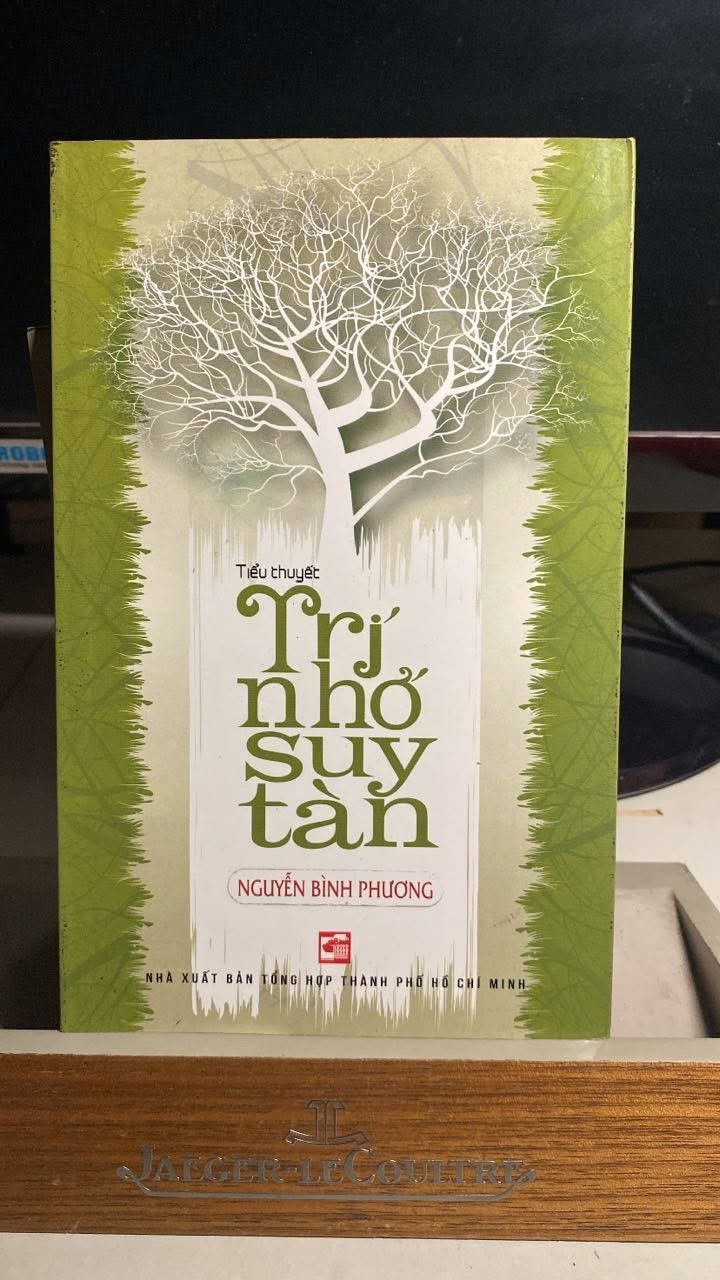 ROB
Tiểu thuyết
Trí
nhớ
suy
tàn
NGUYỄN BÌNH PHƯƠNG
NHÀ XUẤT BẢN TỔNG HỢP THÀNH PHỐ HỒ CHÍ MINH
JAEGER-LECOULTRE